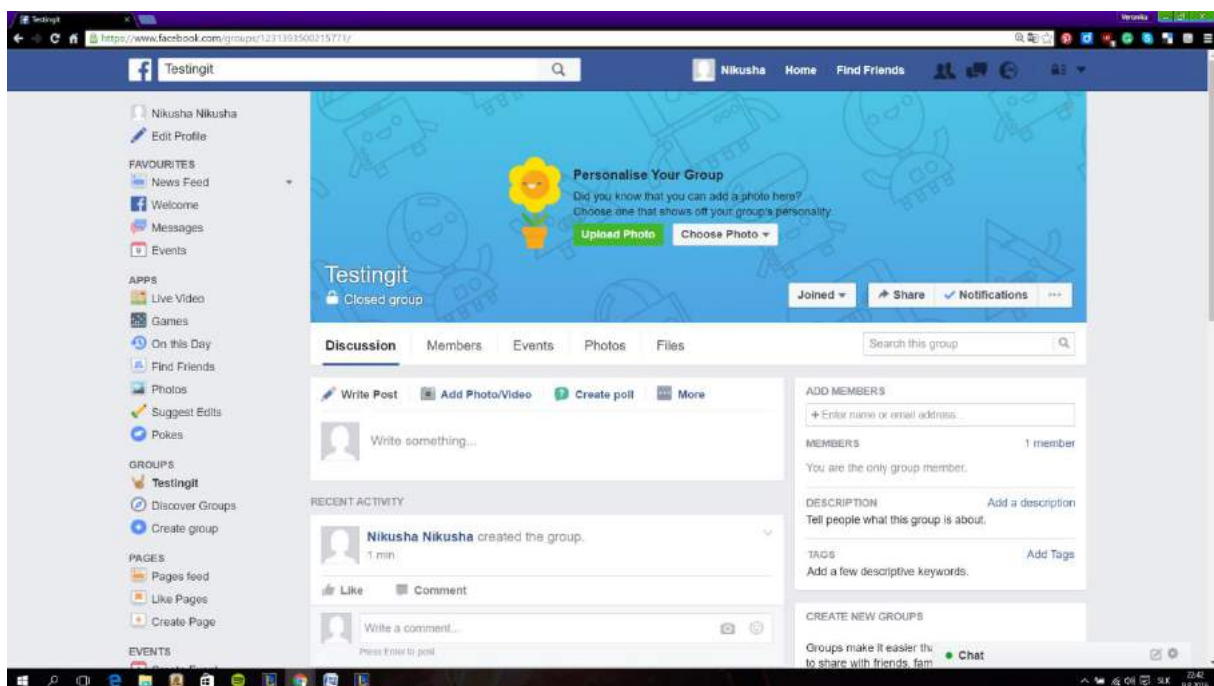 Testingit
Veronika
https://www.facebook.com/groups/1231393500215771/
Testingit
Nikusha
Home
Find Friends
Nikusha Nikusha
Edit Profile
FAVOURITES
News Feed
Welcome
Messages
Events
APPS
Live Video
Games
On this Day
Find Friends
Photos
Suggest Edits
Pokes
GROUPS
Testingit
Discover Groups
Create group
PAGES
Pages feed
Like Pages
Create Page
EVENTS
Personalise Your Group
Did you know that you can add a photo here?
Choose one that shows off your group's personality
Upload Photo
Choose Photo
Testingit
Closed group
Joined
Share
Notifications
Discussion
Members
Events
Photos
Files
Search this group
Write Post
Add Photo/Video
Create poll
More
Write something...
RECENT ACTIVITY
Nikusha Nikusha created the group.
1 min
Like
Comment
Write a comment...
Press Enter to post
ADD MEMBERS
+ Enter name or email address...
MEMBERS
1 member
You are the only group member.
DESCRIPTION
Add a description
Tell people what this group is about.
TAGS
Add Tags
Add a few descriptive keywords.
CREATE NEW GROUPS
Groups make it easier
to share with friends, fam
Chat
SLK
22:42